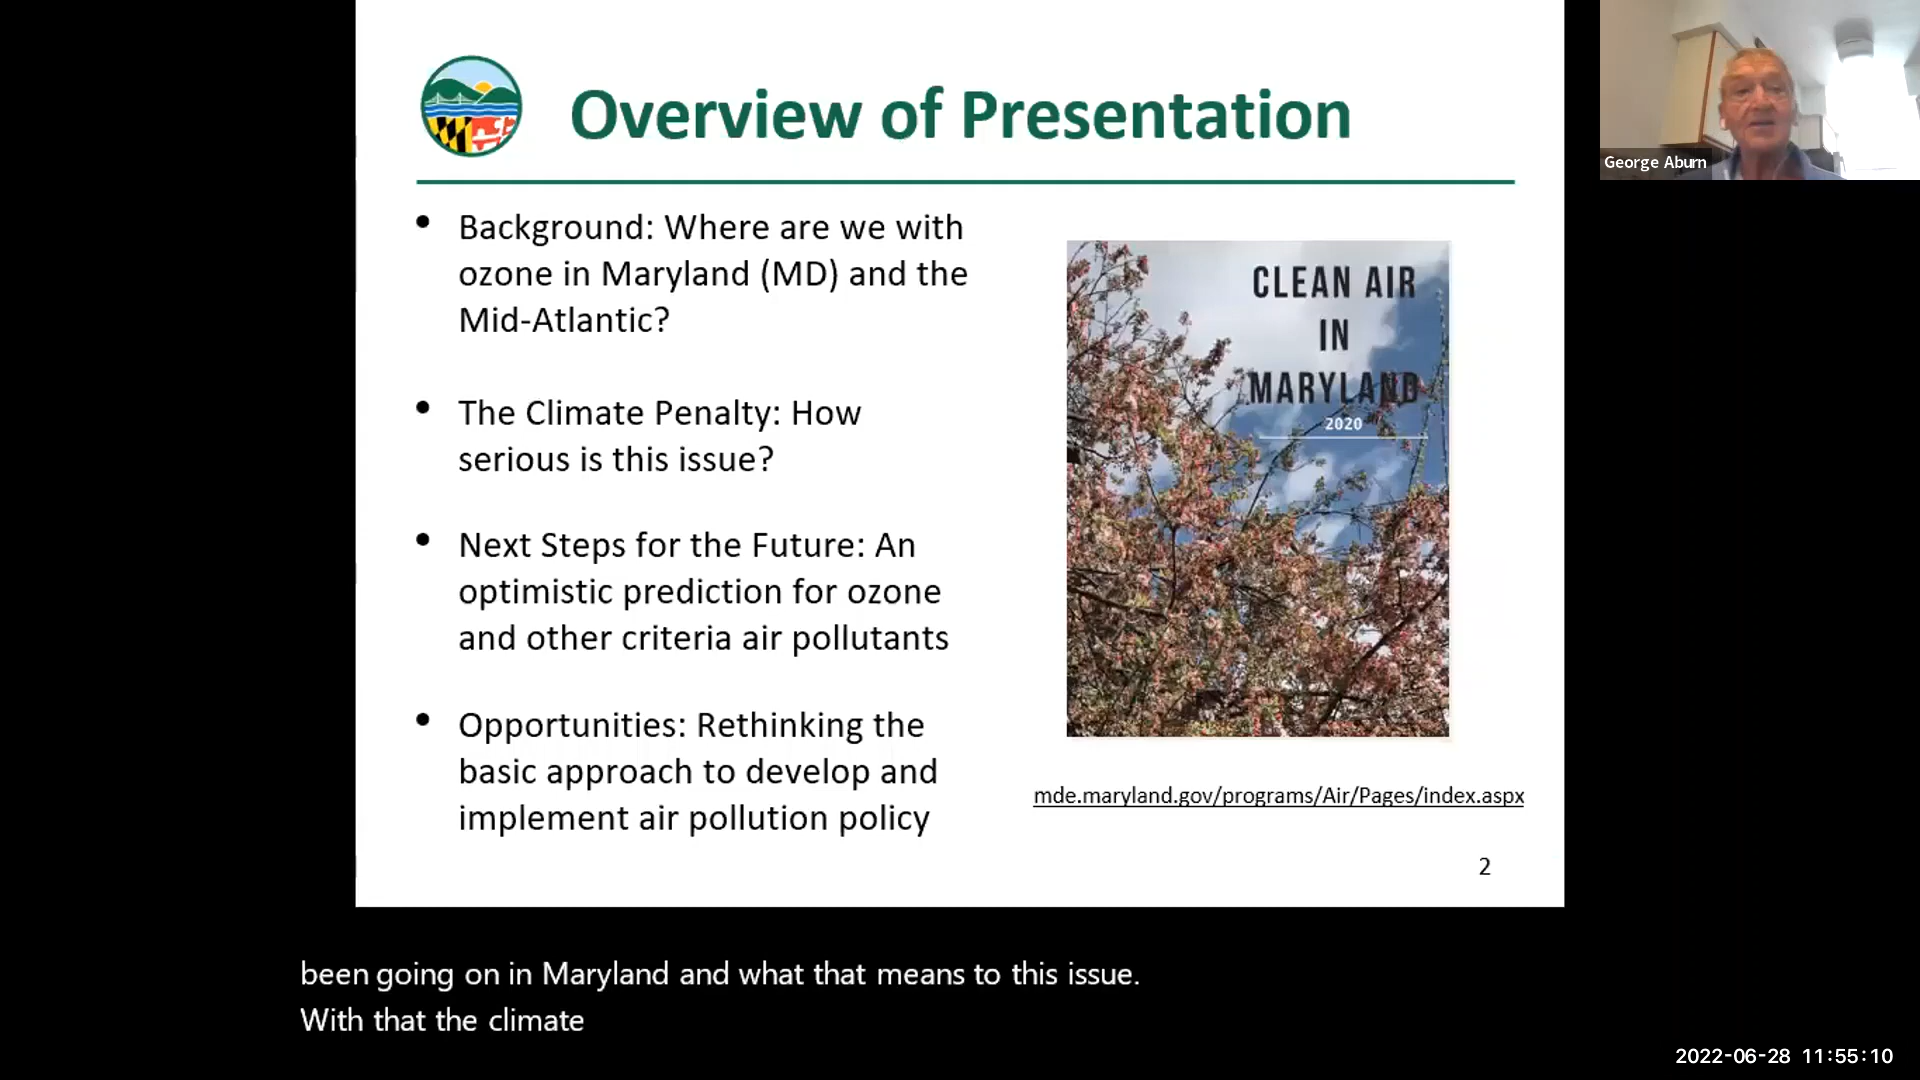 Overview of Presentation
• Background: Where are we with
ozone in Maryland (MD) and the
Mid-Atlantic?
• The Climate Penalty: How
serious is this issue?
• Next Steps for the Future: An
optimistic prediction for ozone
and other criteria air pollutants
• Opportunities: Rethinking the
basic approach to develop and
implement air pollution policy
CLEAN AIR
IN
MARYLAND
2020
mde.maryland.gov/programs/Air/Pages/index.aspx
2
George Aburn
been going on in Maryland and what that means to this issue.
With that the climate
2022-06-28 11:55:10